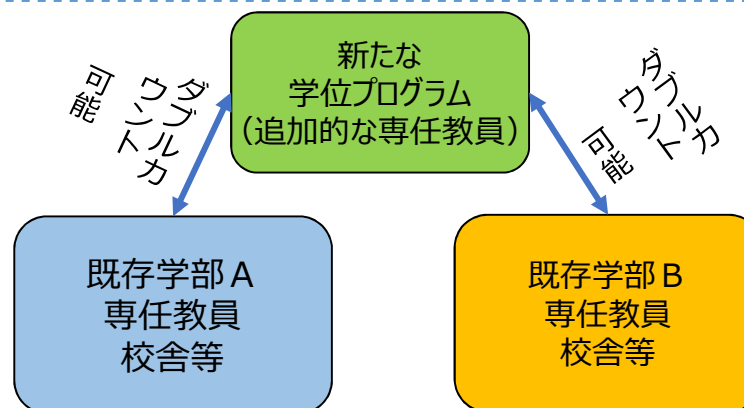 新たな
学位プログラム
（追加的な専任教員）
ダブルカ
ウント
可能
ダブルカ
ウント
可能
既存学部Ａ
専任教員
校舎等
既存学部Ｂ
専任教員
校舎等